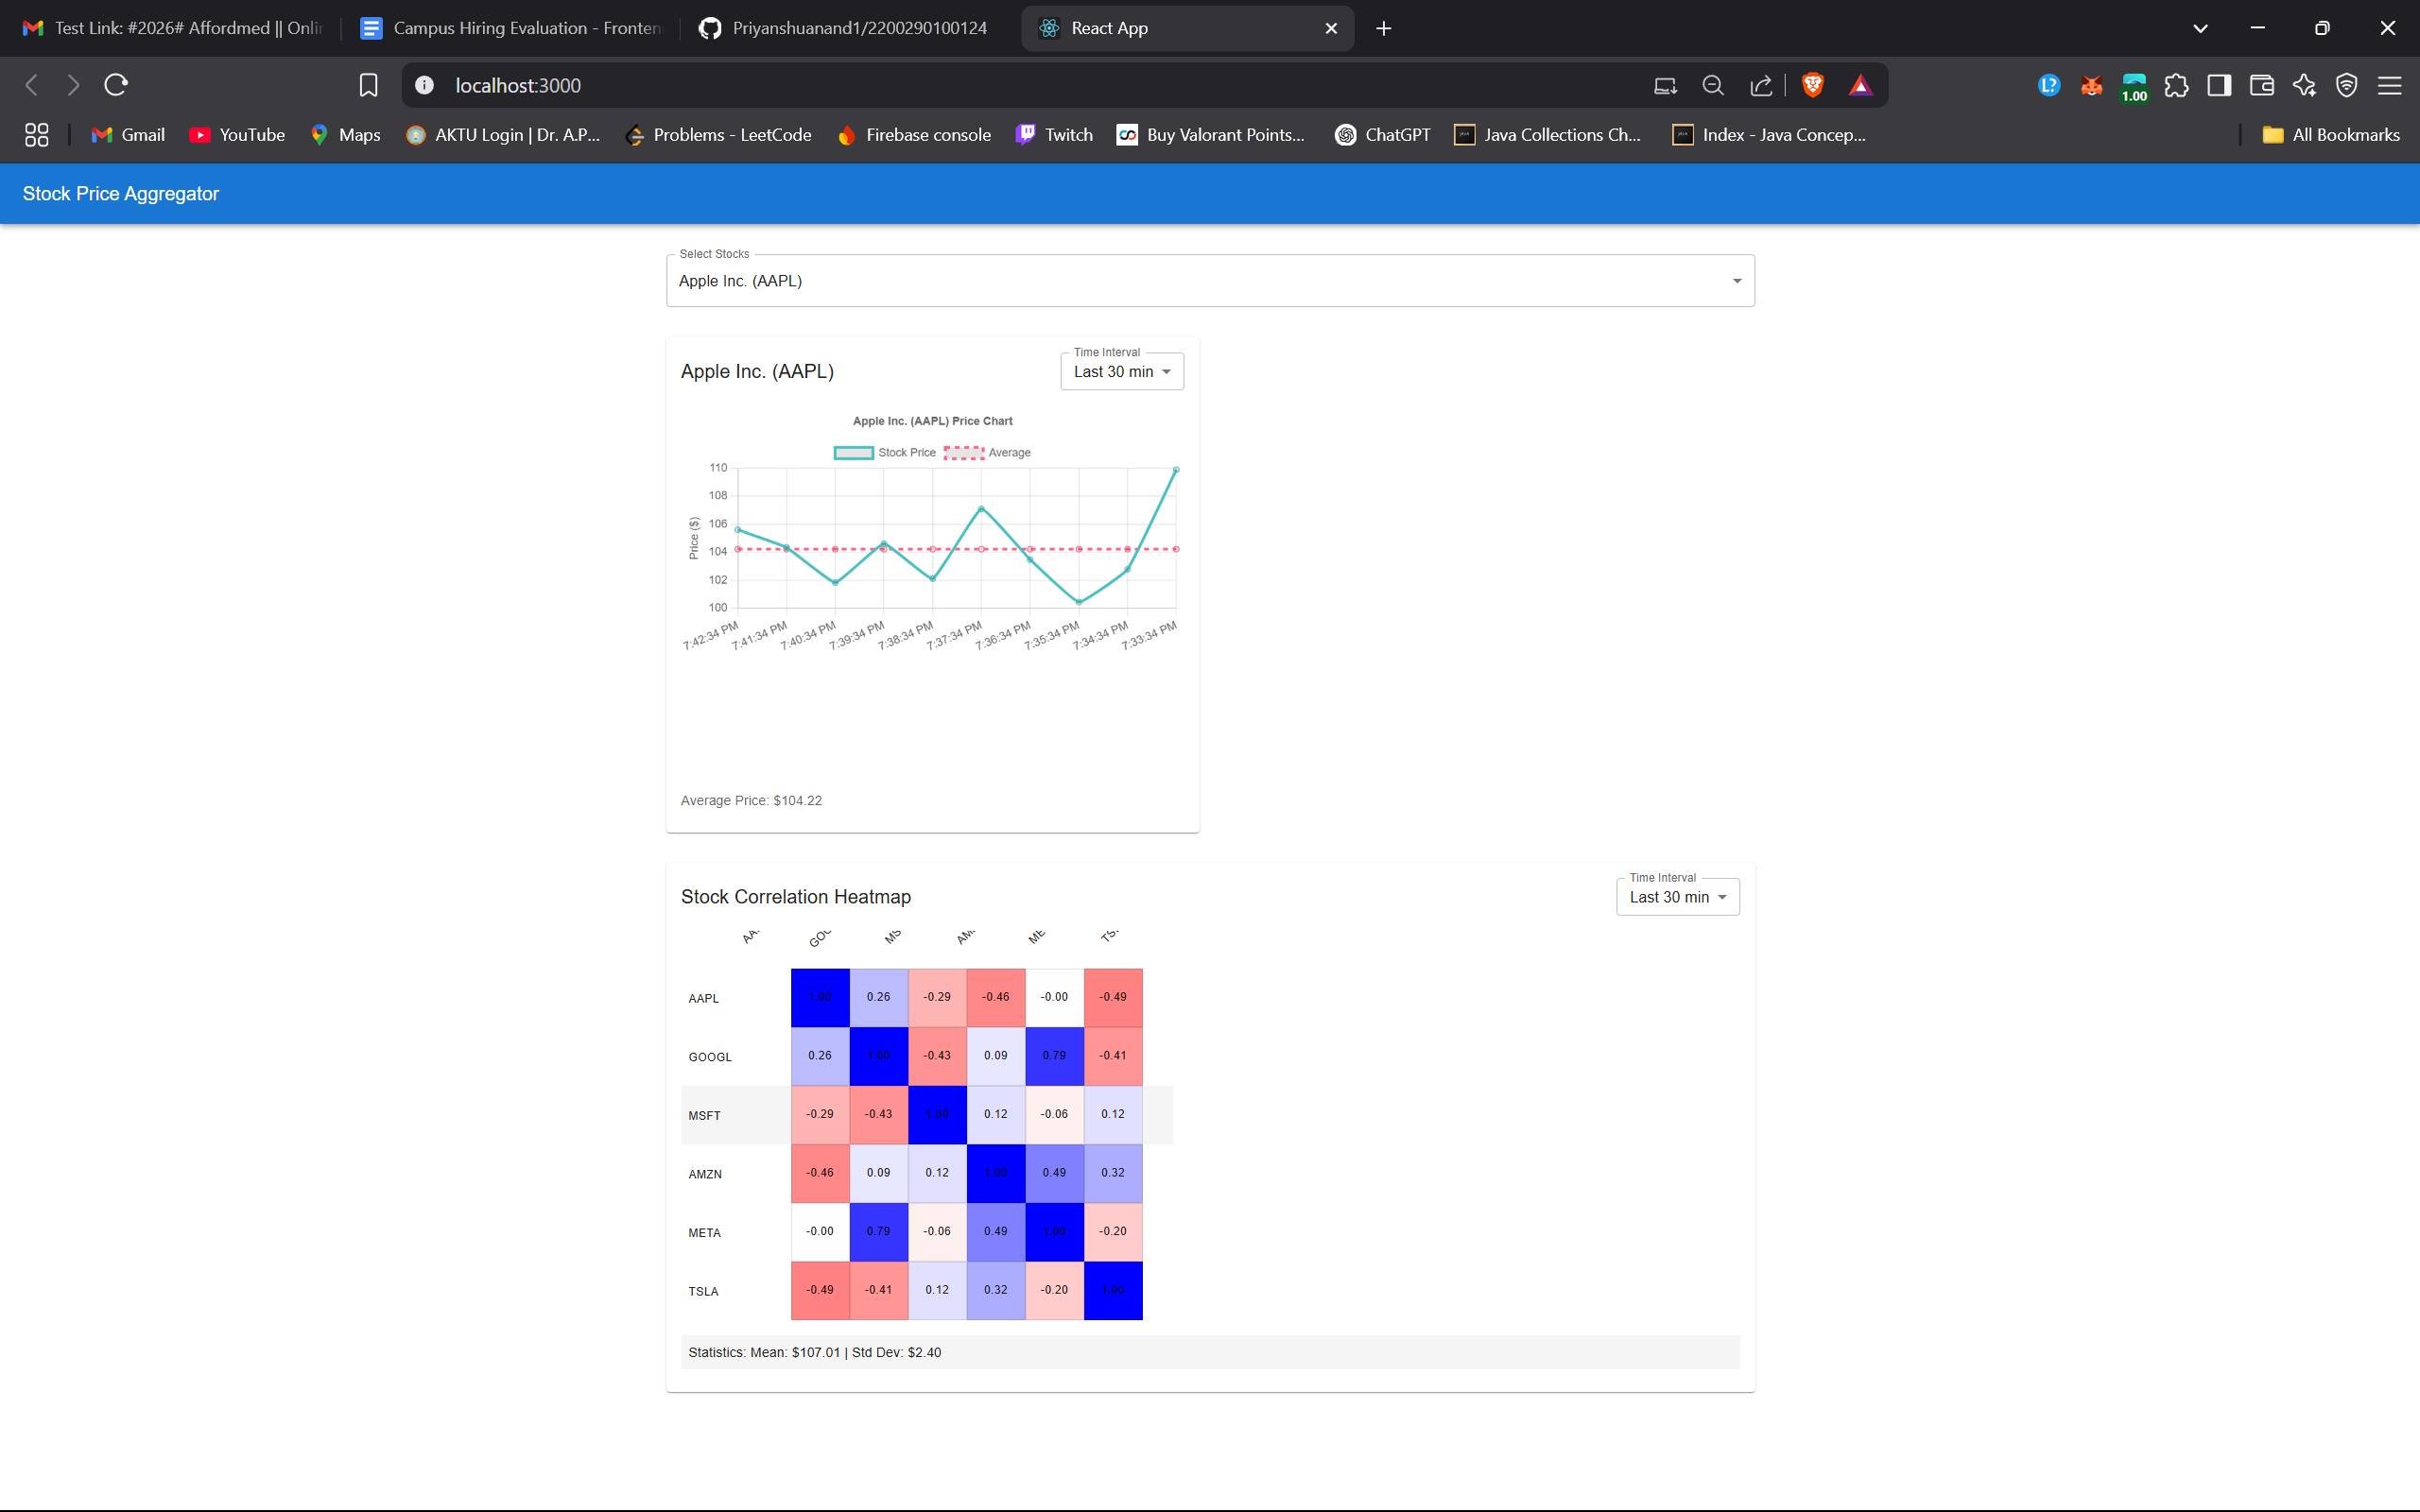 Test Link: #2026# Affordmed || Onli
Campus Hiring Evaluation - Fronten
Priyanshuanand1/2200290100124
React App
localhost:3000
1.00
Gmail
YouTube
Maps
AKTU Login | Dr. A.P...
Problems - LeetCode
Firebase console
Twitch
Buy Valorant Points...
ChatGPT
Java Collections Ch...
Index - Java Concep...
All Bookmarks
Stock Price Aggregator
Select Stocks
Apple Inc. (AAPL)
Apple Inc. (AAPL)
Time Interval
Last 30 min
Apple Inc. (AAPL) Price Chart
Stock Price Average
Price ($)
110
108
106
104
102
100
7:42:34 PM 7:41:34 PM 7:40:34 PM 7:39:34 PM 7:38:34 PM 7:37:34 PM 7:36:34 PM 7:35:34 PM 7:34:34 PM 7:33:34 PM
Average Price: $104.22
Stock Correlation Heatmap
Time Interval
Last 30 min
AAPL 1.00 0.26 -0.29 -0.46 -0.00 -0.49
GOOGL 0.26 1.00 -0.43 0.09 0.79 -0.41
MSFT -0.29 -0.43 1.00 0.12 -0.06 0.12
AMZN -0.46 0.09 0.12 1.00 0.49 0.32
META -0.00 0.79 -0.06 0.49 1.00 -0.20
TSLA -0.49 -0.41 0.12 0.32 -0.20 1.00
Statistics: Mean: $107.01 | Std Dev: $2.40